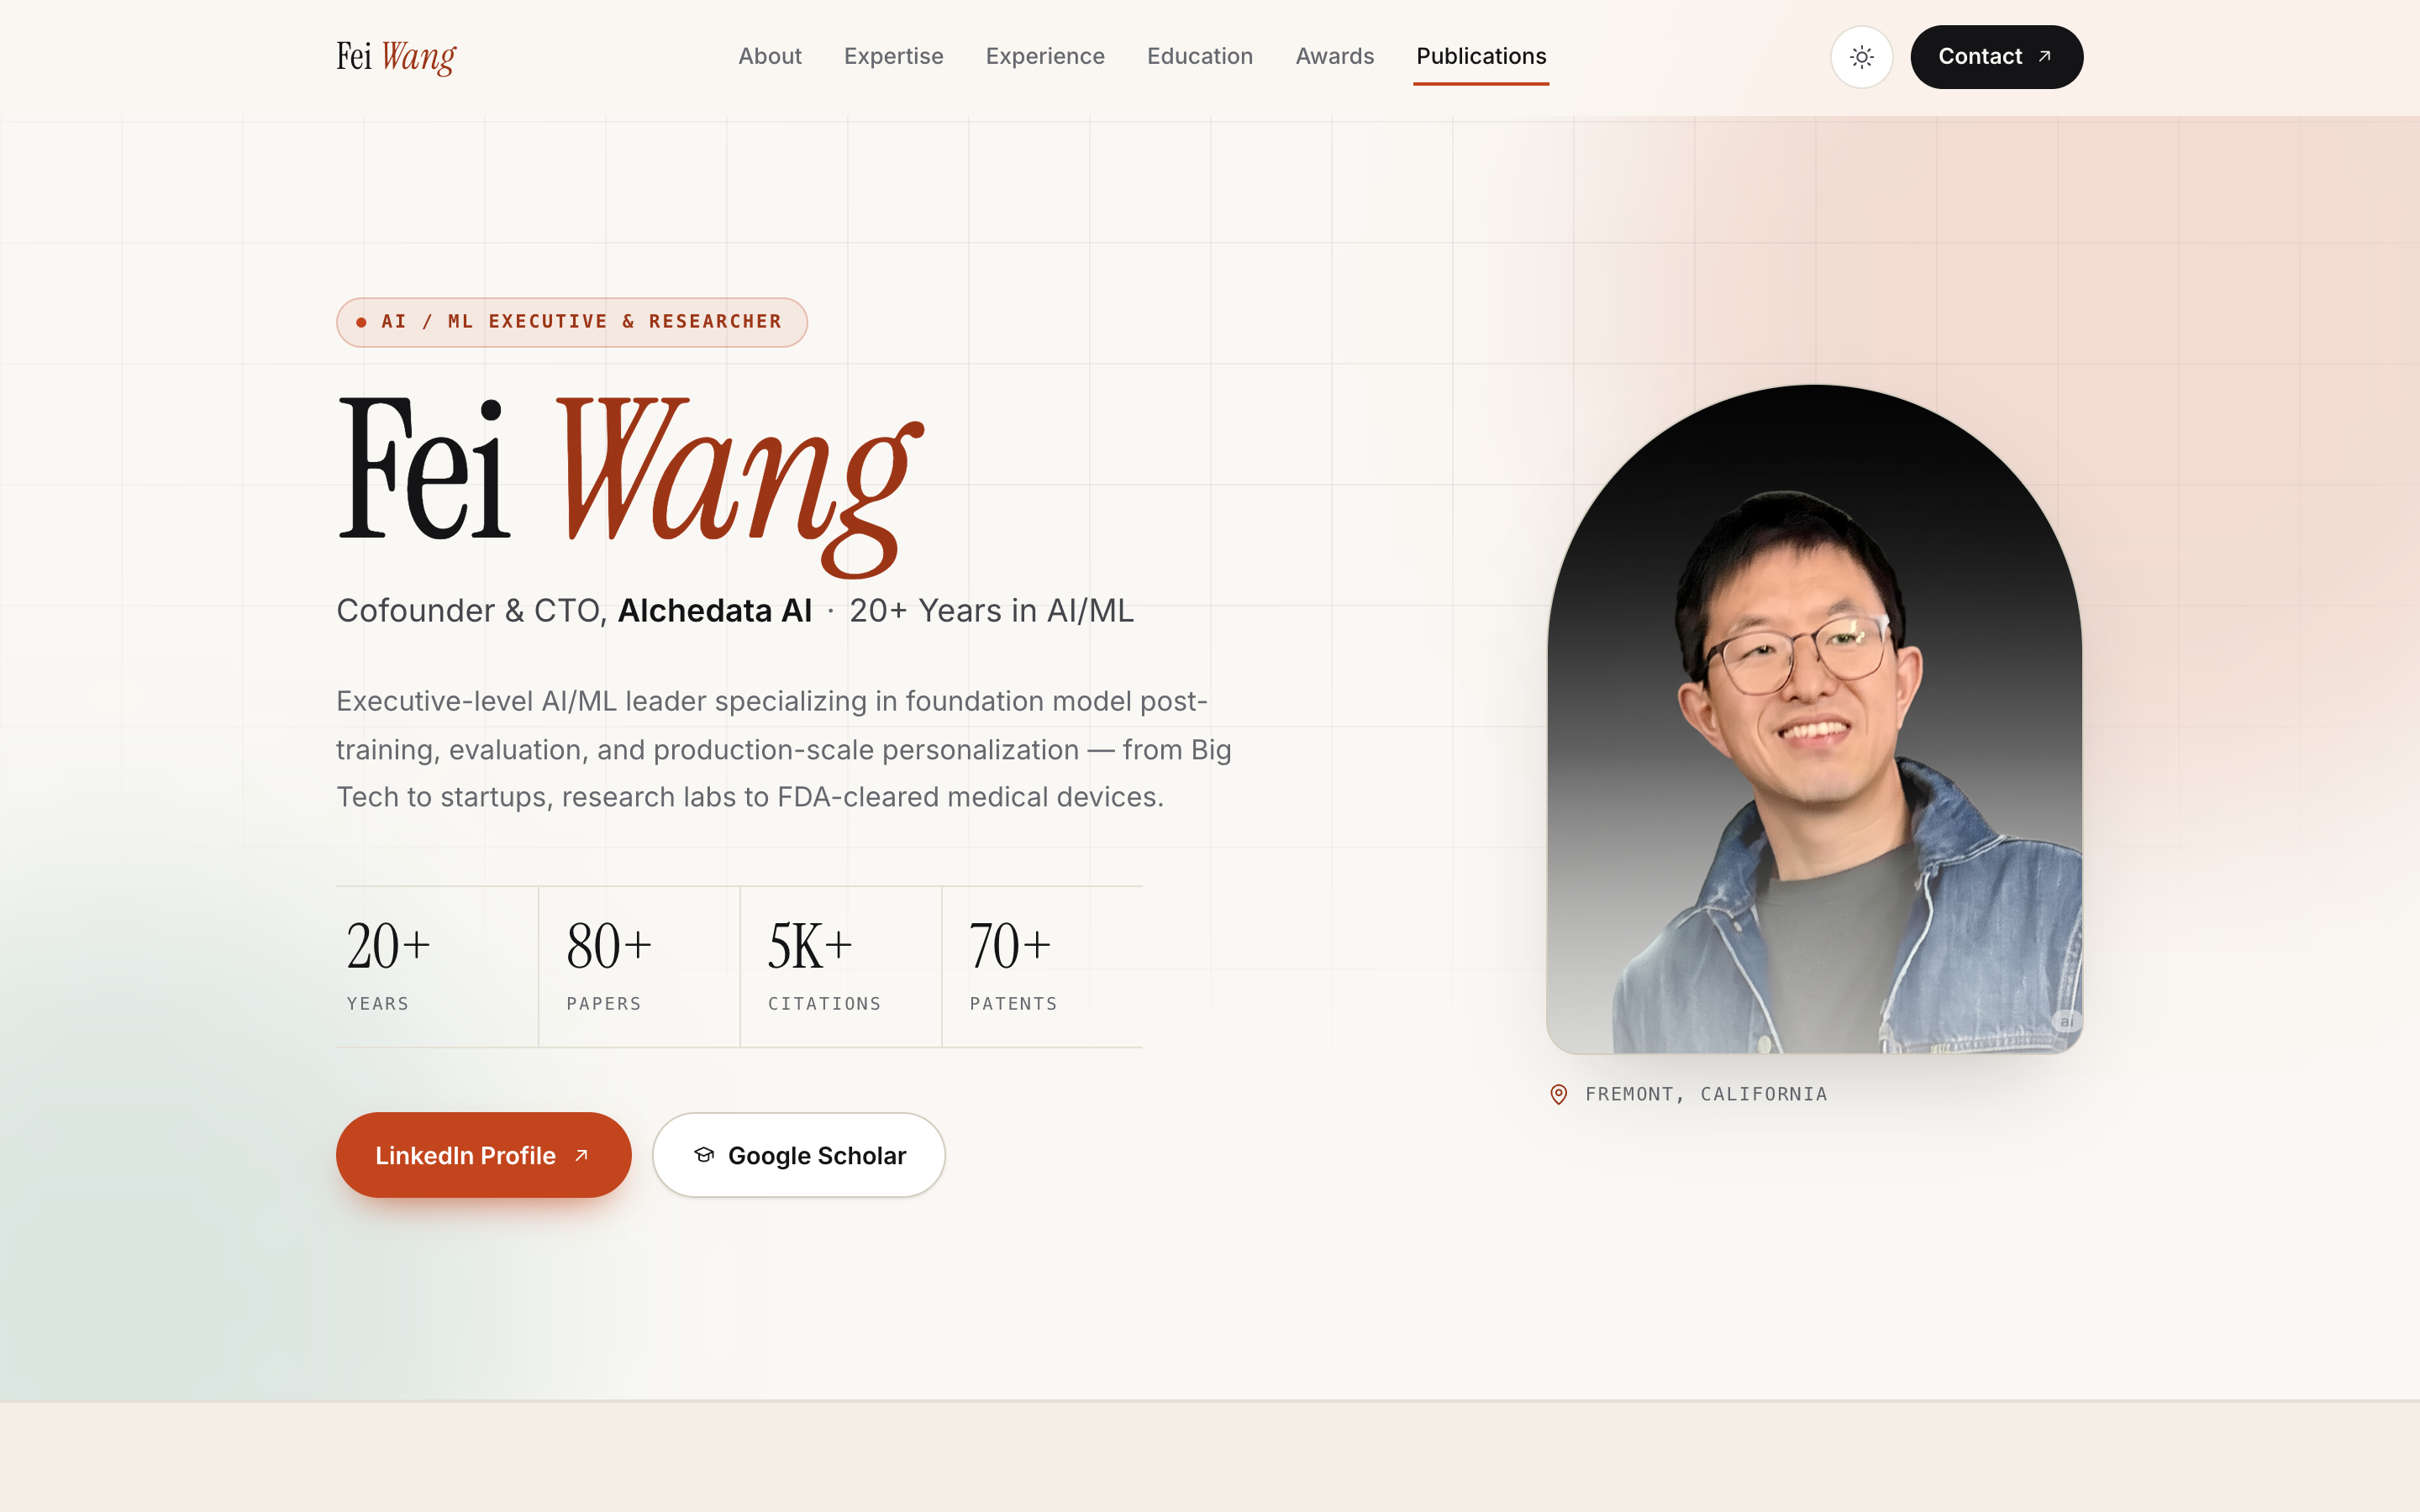 Fei Wang
About
Expertise
Experience
Education
Awards
Publications
Contact
AI / ML EXECUTIVE & RESEARCHER
Fei Wang
Cofounder & CTO, AIchedata AI · 20+ Years in AI/ML
Executive-level AI/ML leader specializing in foundation model post-
training, evaluation, and production-scale personalization — from Big
Tech to startups, research labs to FDA-cleared medical devices.
20+
YEARS
80+
PAPERS
5K+
CITATIONS
70+
PATENTS
ai
FREMONT, CALIFORNIA
LinkedIn Profile
Google Scholar